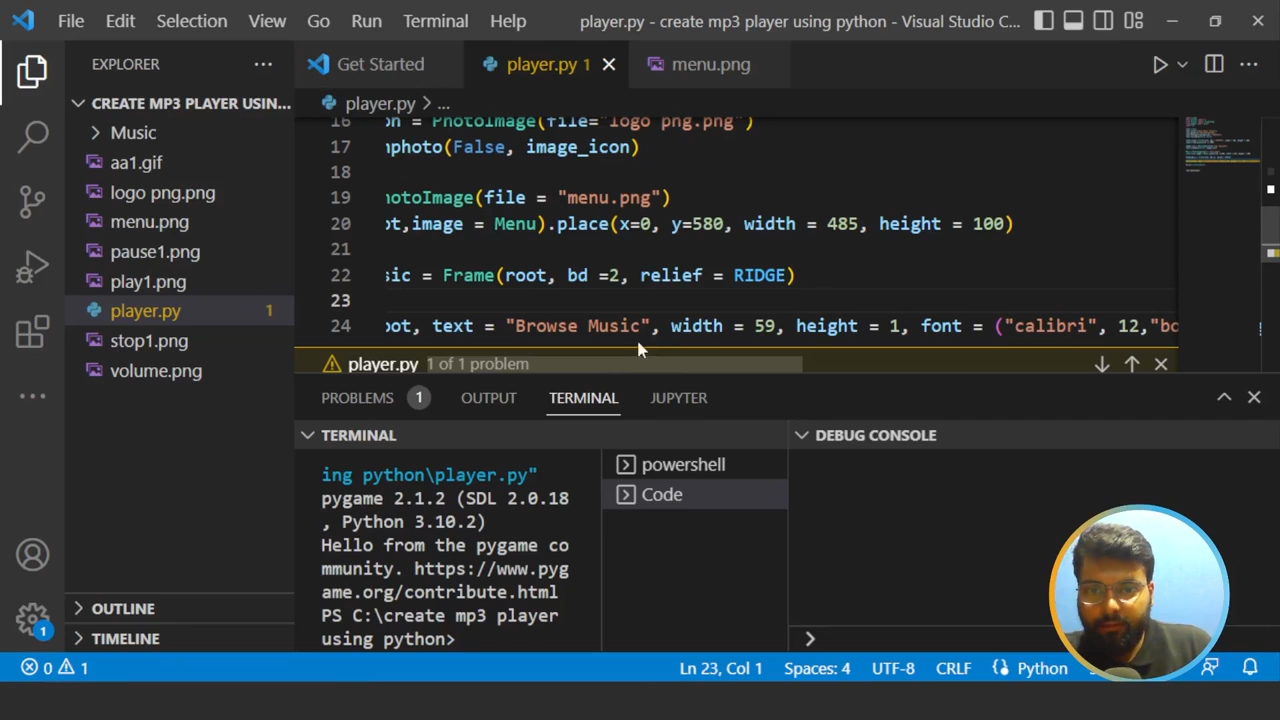 File Edit Selection View Go Run Terminal Help player.py - create mp3 player using python - Visual Studio C...
EXPLORER
Get Started player.py 1 menu.png
CREATE MP3 PLAYER USIN...
Music
aa1.gif
logo png.png
menu.png
pause1.png
play1.png
player.py 1
stop1.png
volume.png
OUTLINE
TIMELINE
player.py > ...
16 on = PhotoImage(file="logo png.png")
17 nphoto(False, image_icon)
18
19 hotoImage(file = "menu.png")
20 ot,image = Menu).place(x=0, y=580, width = 485, height = 100)
21
22 sic = Frame(root, bd =2, relief = RIDGE)
23
24 oot, text = "Browse Music", width = 59, height = 1, font = ("calibri", 12,"bo
player.py 1 of 1 problem
PROBLEMS 1 OUTPUT TERMINAL JUPYTER
TERMINAL
ing python\player.py"
pygame 2.1.2 (SDL 2.0.18
, Python 3.10.2)
Hello from the pygame co
mmunity. https://www.pyg
ame.org/contribute.html
PS C:\create mp3 player
using python>
powershell
Code
DEBUG CONSOLE
1
0 1 Ln 23, Col 1 Spaces: 4 UTF-8 CRLF Python